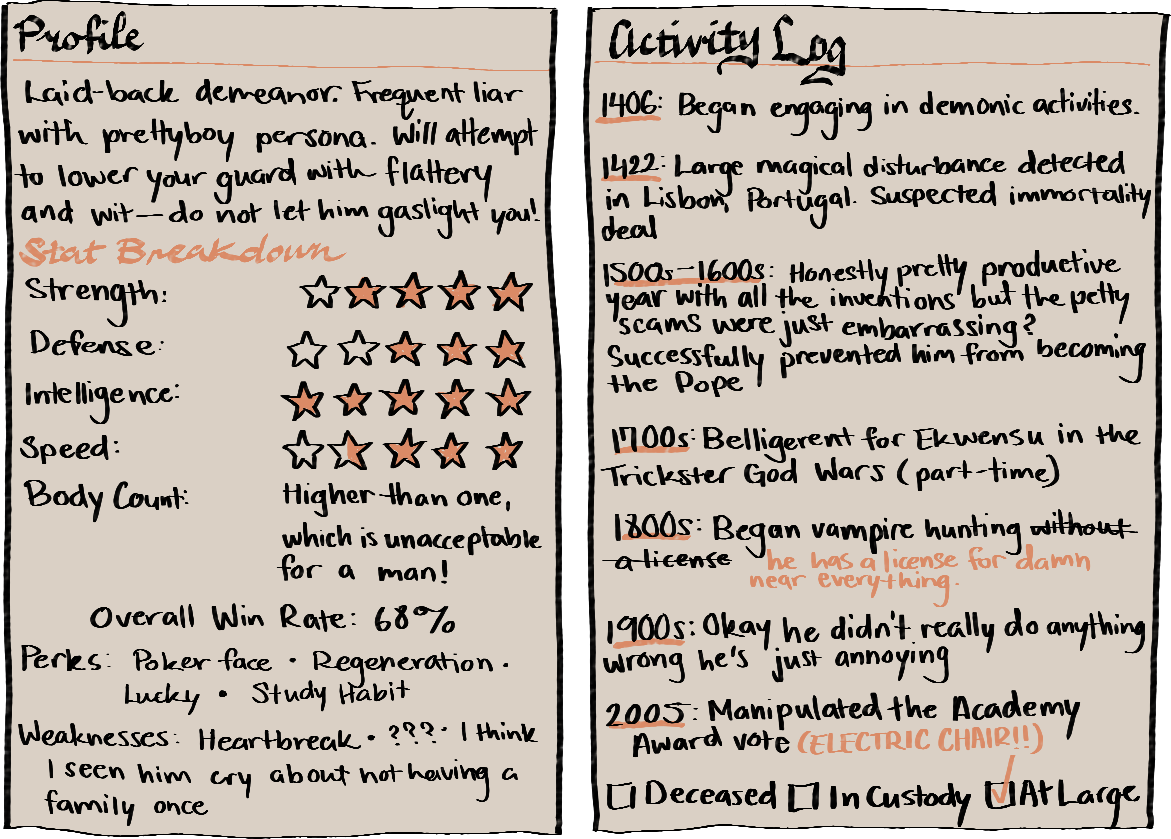 Profile
Laid-back demeanor. Frequent liar
with prettyboy persona. Will attempt
to lower your guard with flattery
and wit—do not let him gaslight you!
Stat Breakdown
Strength:
Defense:
Intelligence:
Speed:
Body Count: Higher than one,
which is unacceptable
for a man!
Overall Win Rate: 68%
Perks: Poker face • Regeneration •
Lucky • Study Habit
Weaknesses: Heartbreak • ??? • I think
I seen him cry about not having a
family once
Activity Log
1406: Began engaging in demonic activities.
1422: Large magical disturbance detected
in Lisbon, Portugal. Suspected immortality
deal
1500s-1600s: Honestly pretty productive
year with all the inventions but the petty
scams were just embarrassing?
Successfully prevented him from becoming
the Pope
1700s: Belligerent for Ekwensu in the
Trickster God Wars (part-time)
1800s: Began vampire hunting without
a license he has a license for damn
near everything.
1900s: Okay he didn't really do anything
wrong he's just annoying
2005: Manipulated the Academy
Award vote (ELECTRIC CHAIR!!)
Deceased In Custody At Large